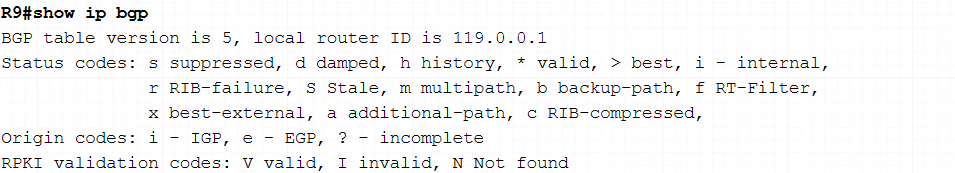 R9#show ip bgp
BGP table version is 5, local router ID is 119.0.0.1
Status codes: s suppressed, d damped, h history, * valid, > best, i - internal,
r RIB-failure, S Stale, m multipath, b backup-path, f RT-Filter,
x best-external, a additional-path, c RIB-compressed,
Origin codes: i - IGP, e - EGP, ? - incomplete
RPKI validation codes: V valid, I invalid, N Not found